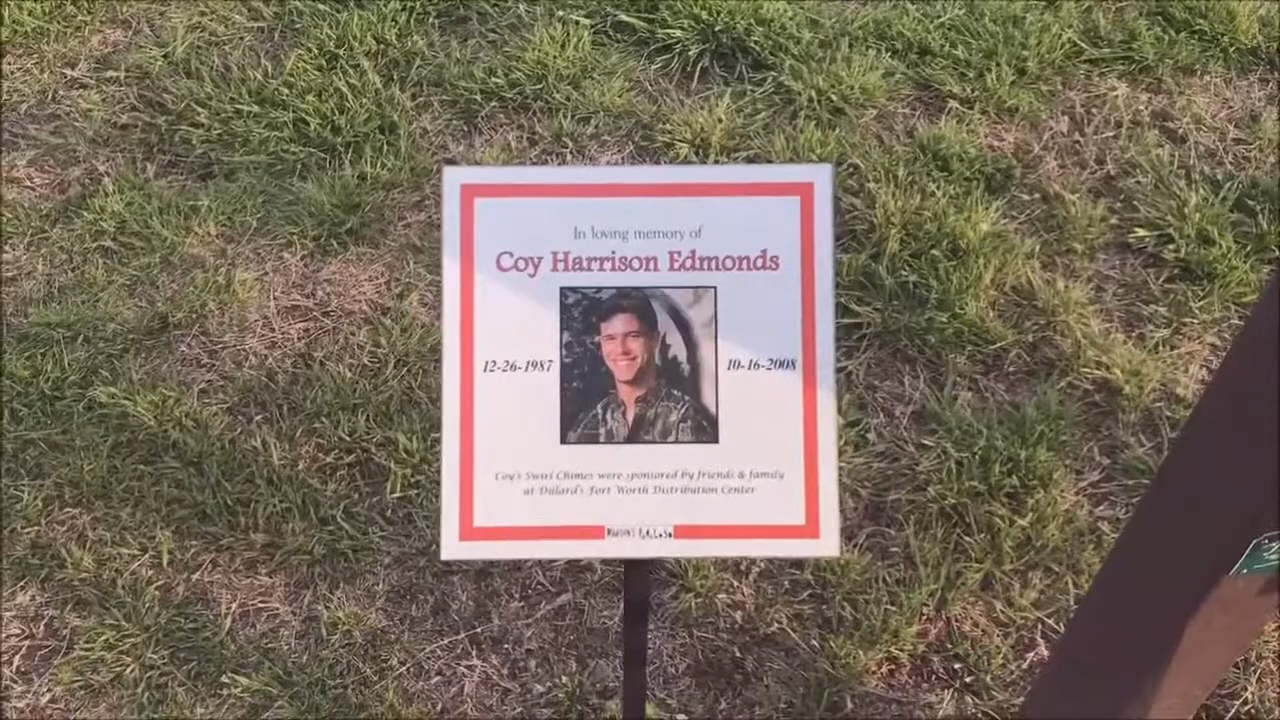 In loving memory of
Coy Harrison Edmonds
12-26-1987
10-16-2008
Coy's Swirl Chimes were sponsored by friends & family
at Dillard's Fort Worth Distribution Center
P.A.L.S.